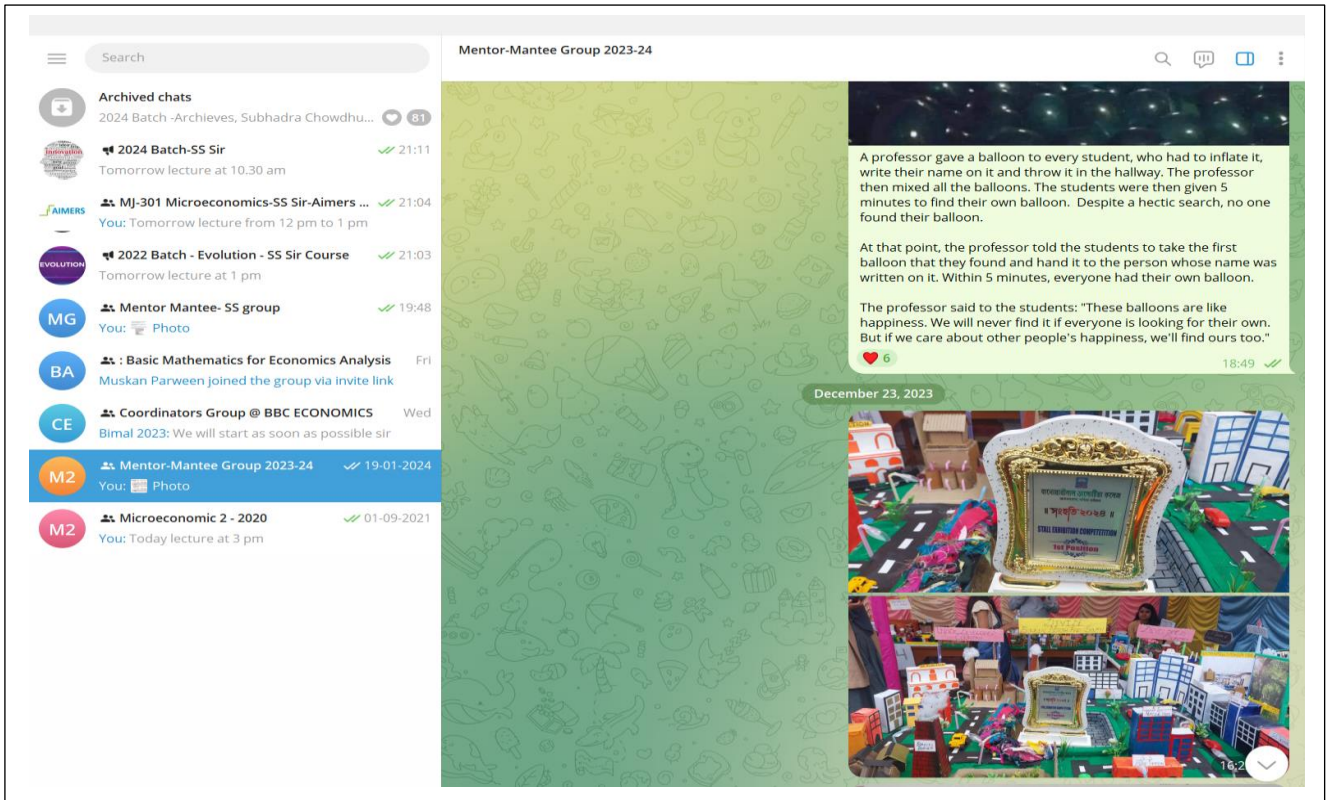 Search
Archived chats
2024 Batch -Archieves, Subhadra Chowdhu... 81
2024 Batch-SS Sir 21:11
Tomorrow lecture at 10.30 am
AIMERS
MJ-301 Microeconomics-SS Sir-Aimers ... 21:04
You: Tomorrow lecture from 12 pm to 1 pm
EVOLUTION
2022 Batch - Evolution - SS Sir Course 21:03
Tomorrow lecture at 1 pm
MG
Mentor Mantee- SS group 19:48
You: Photo
BA
: Basic Mathematics for Economics Analysis Fri
Muskan Parween joined the group via invite link
CE
Coordinators Group @ BBC ECONOMICS Wed
Bimal 2023: We will start as soon as possible sir
M2
Mentor-Mantee Group 2023-24 19-01-2024
You: Photo
M2
Microeconomic 2 - 2020 01-09-2021
You: Today lecture at 3 pm
Mentor-Mantee Group 2023-24
A professor gave a balloon to every student, who had to inflate it,
write their name on it and throw it in the hallway. The professor
then mixed all the balloons. The students were then given 5
minutes to find their own balloon. Despite a hectic search, no one
found their balloon.
At that point, the professor told the students to take the first
balloon that they found and hand it to the person whose name was
written on it. Within 5 minutes, everyone had their own balloon.
The professor said to the students: "These balloons are like
happiness. We will never find it if everyone is looking for their own.
But if we care about other people's happiness, we'll find ours too."
6
18:49
December 23, 2023
STALL EXHIBITION COMPETETITION
1st Position